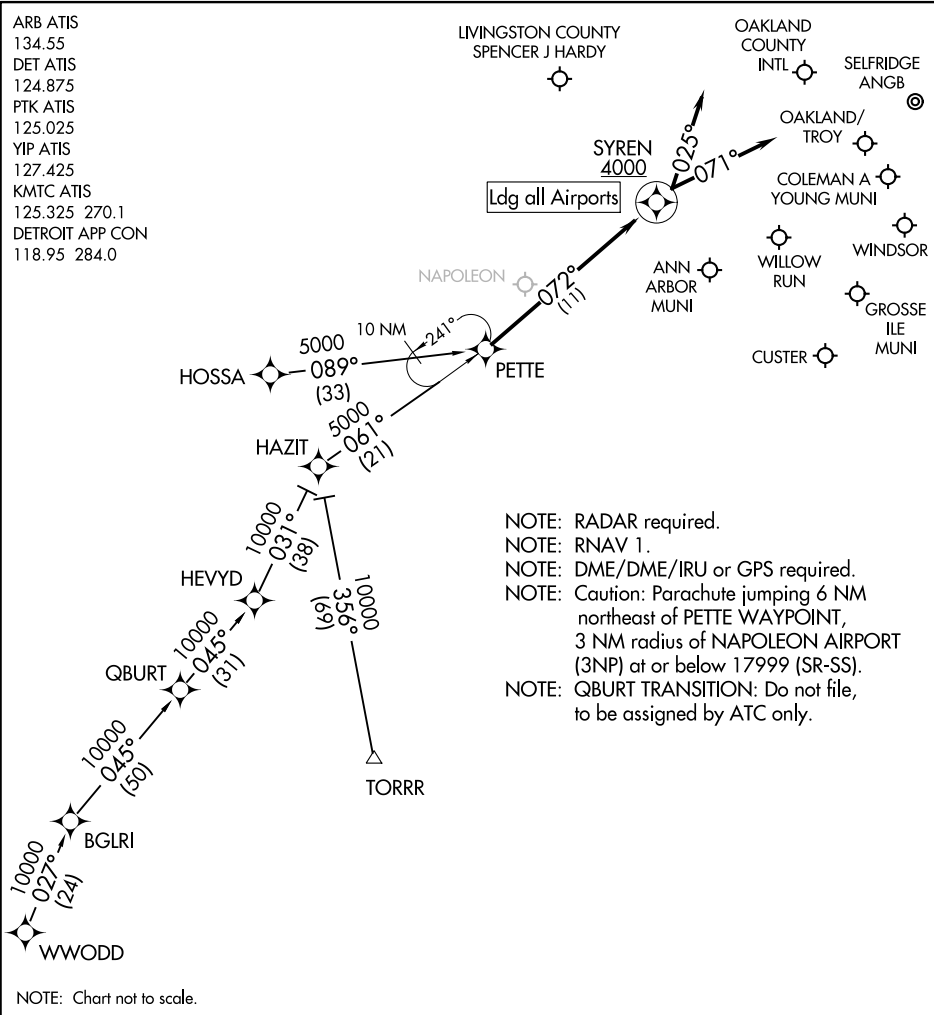 ARB ATIS
134.55
DET ATIS
124.875
PTK ATIS
125.025
YIP ATIS
127.425
KMTC ATIS
125.325 270.1
DETROIT APP CON
118.95 284.0
LIVINGSTON COUNTY
SPENCER J HARDY
OAKLAND
COUNTY
INTL
SELFRIDGE
ANGB
OAKLAND/
TROY
SYREN
4000
025°
071°
Ldg all Airports
COLEMAN A
YOUNG MUNI
WINDSOR
WILLOW
RUN
ANN
ARBOR
MUNI
GROSSE
ILE
MUNI
CUSTER
NAPOLEON
072°
(11)
10 NM
241°
PETTE
HOSSA
5000
089°
(33)
HAZIT
5000
061°
(21)
10000
031°
(38)
HEVYD
10000
356°
(69)
TORRR
10000
045°
(31)
QBURT
10000
045°
(50)
BGLRI
10000
027°
(24)
WWODD
NOTE: RADAR required.
NOTE: RNAV 1.
NOTE: DME/DME/IRU or GPS required.
NOTE: Caution: Parachute jumping 6 NM
northeast of PETTE WAYPOINT,
3 NM radius of NAPOLEON AIRPORT
(3NP) at or below 17999 (SR-SS).
NOTE: QBURT TRANSITION: Do not file,
to be assigned by ATC only.
NOTE: Chart not to scale.